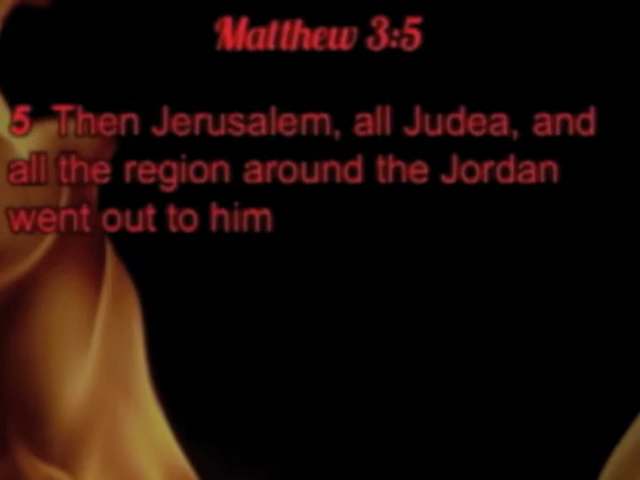 Matthew 3:5
5 Then Jerusalem, all Judea, and
all the region around the Jordan
went out to him